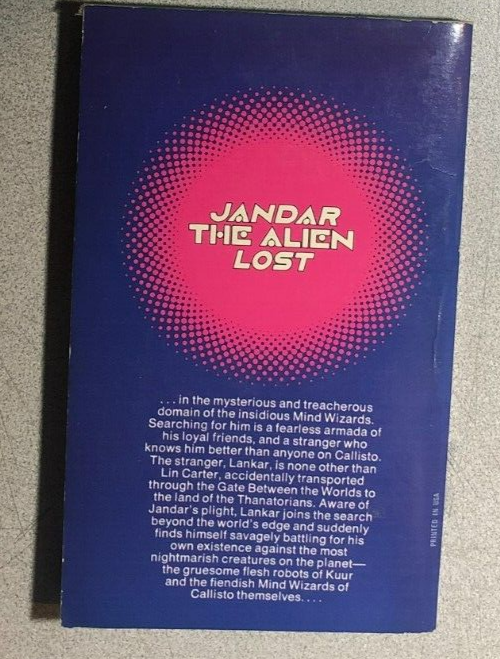 JANDAR
THE ALIEN
LOST
...in the mysterious and treacherous
domain of the insidious Mind Wizards.
Searching for him is a fearless armada of
his loyal friends, and a stranger who
knows him better than anyone on Callisto.
The stranger, Lankar, is none other than
Lin Carter, accidentally transported
through the Gate Between the Worlds to
the land of the Thanatorians. Aware of
Jandar's plight, Lankar joins the search
beyond the world's edge and suddenly
finds himself savagely battling for his
own existence against the most
nightmarish creatures on the planet—
the gruesome flesh robots of Kuur
and the fiendish Mind Wizards of
Callisto themselves....
PRINTED IN USA